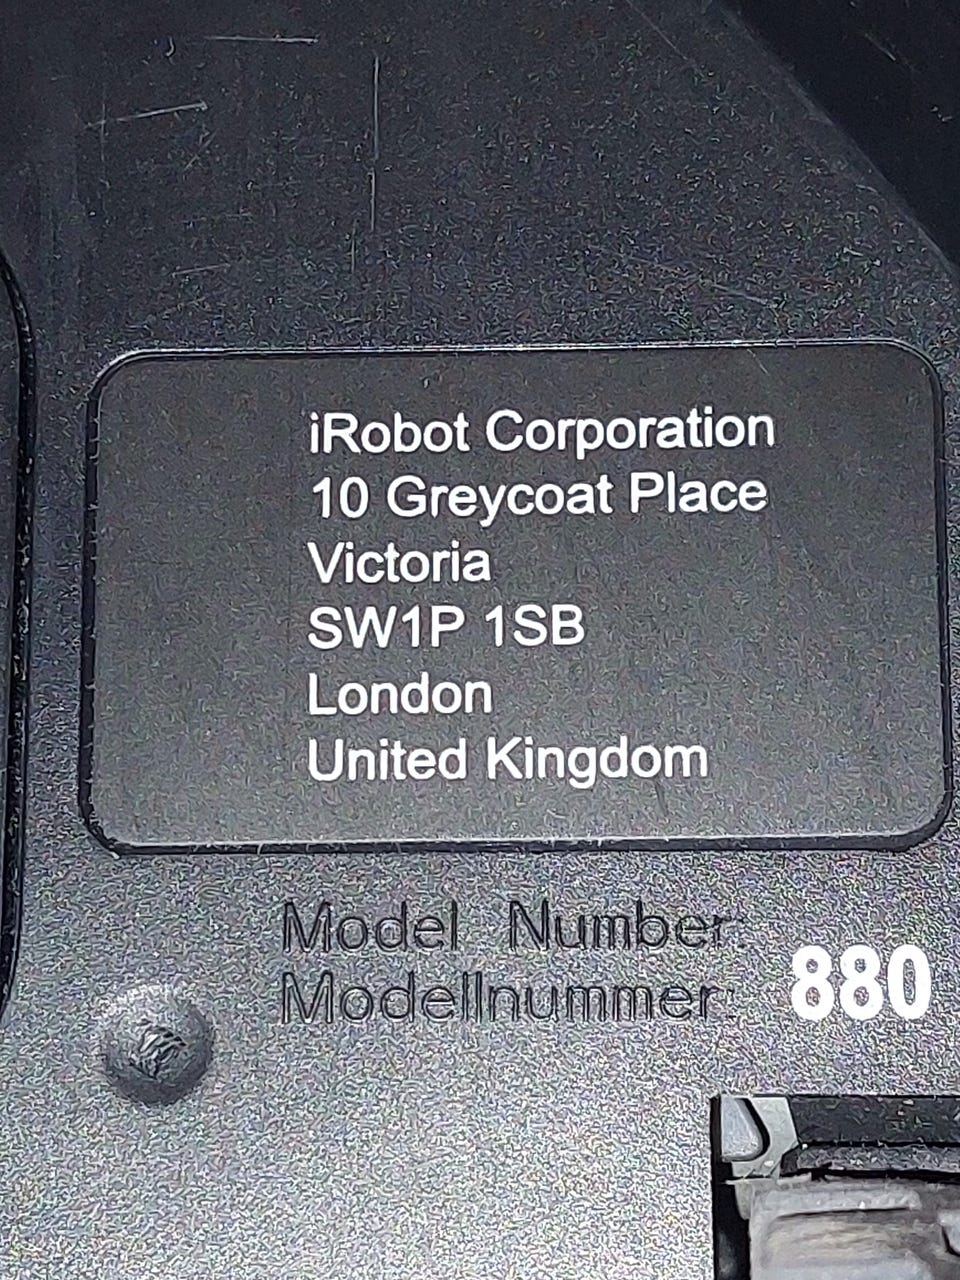 iRobot Corporation
10 Greycoat Place
Victoria
SW1P 1SB
London
United Kingdom
Model Number:
Modellnummer: 880